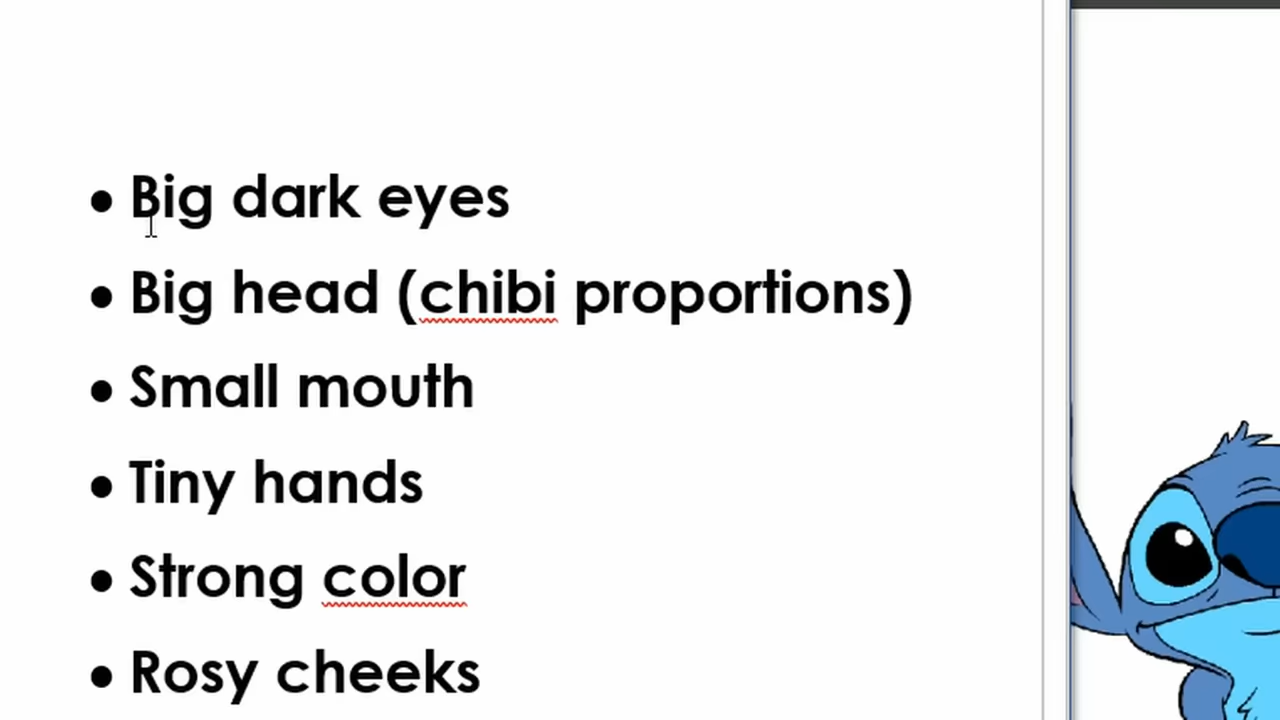 • Big dark eyes
• Big head (chibi proportions)
• Small mouth
• Tiny hands
• Strong color
• Rosy cheeks